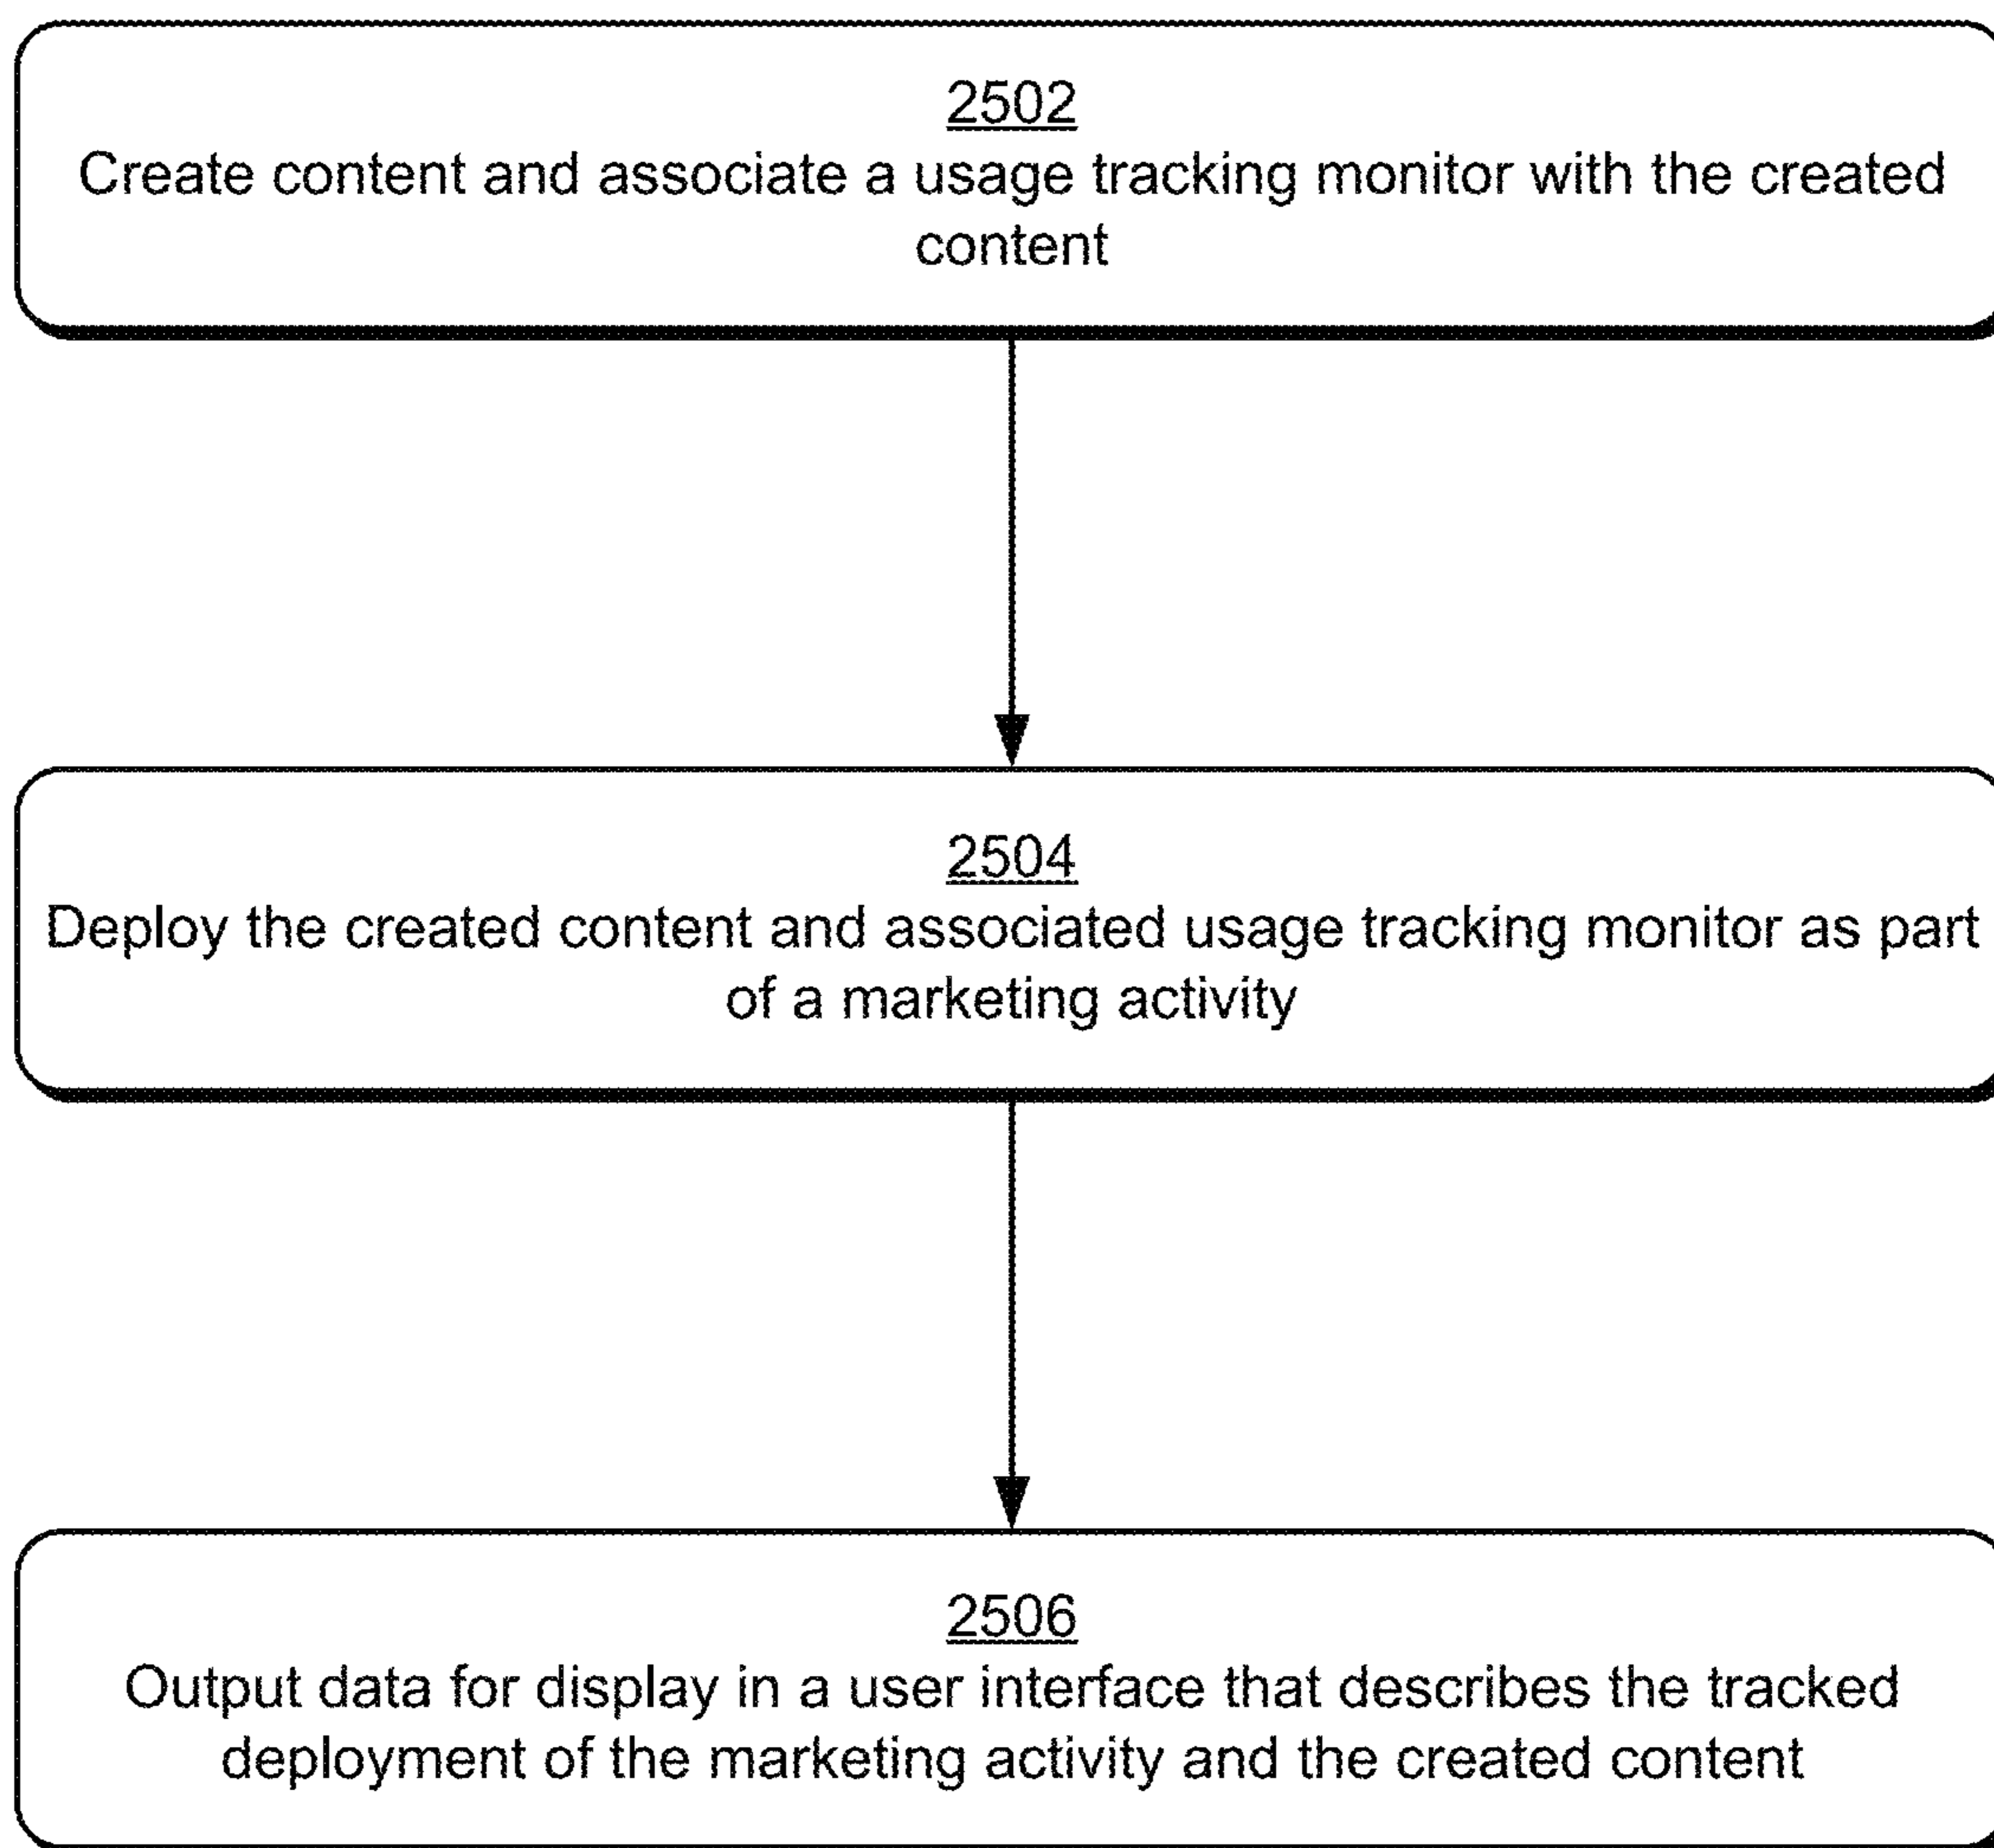 2502
Create content and associate a usage tracking monitor with the created
content
2504
Deploy the created content and associated usage tracking monitor as part
of a marketing activity
2506
Output data for display in a user interface that describes the tracked
deployment of the marketing activity and the created content